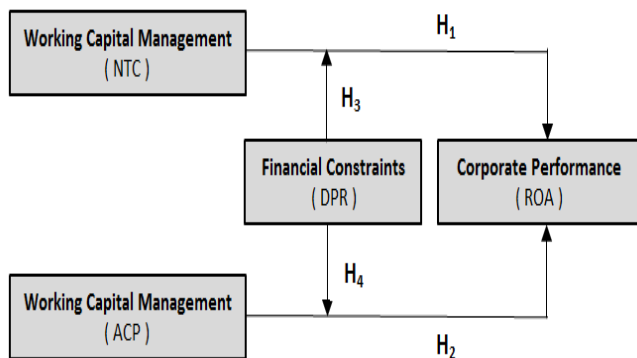 Working Capital Management
( NTC )
H1
H3
Financial Constraints
( DPR )
Corporate Performance
( ROA )
H4
Working Capital Management
( ACP )
H2